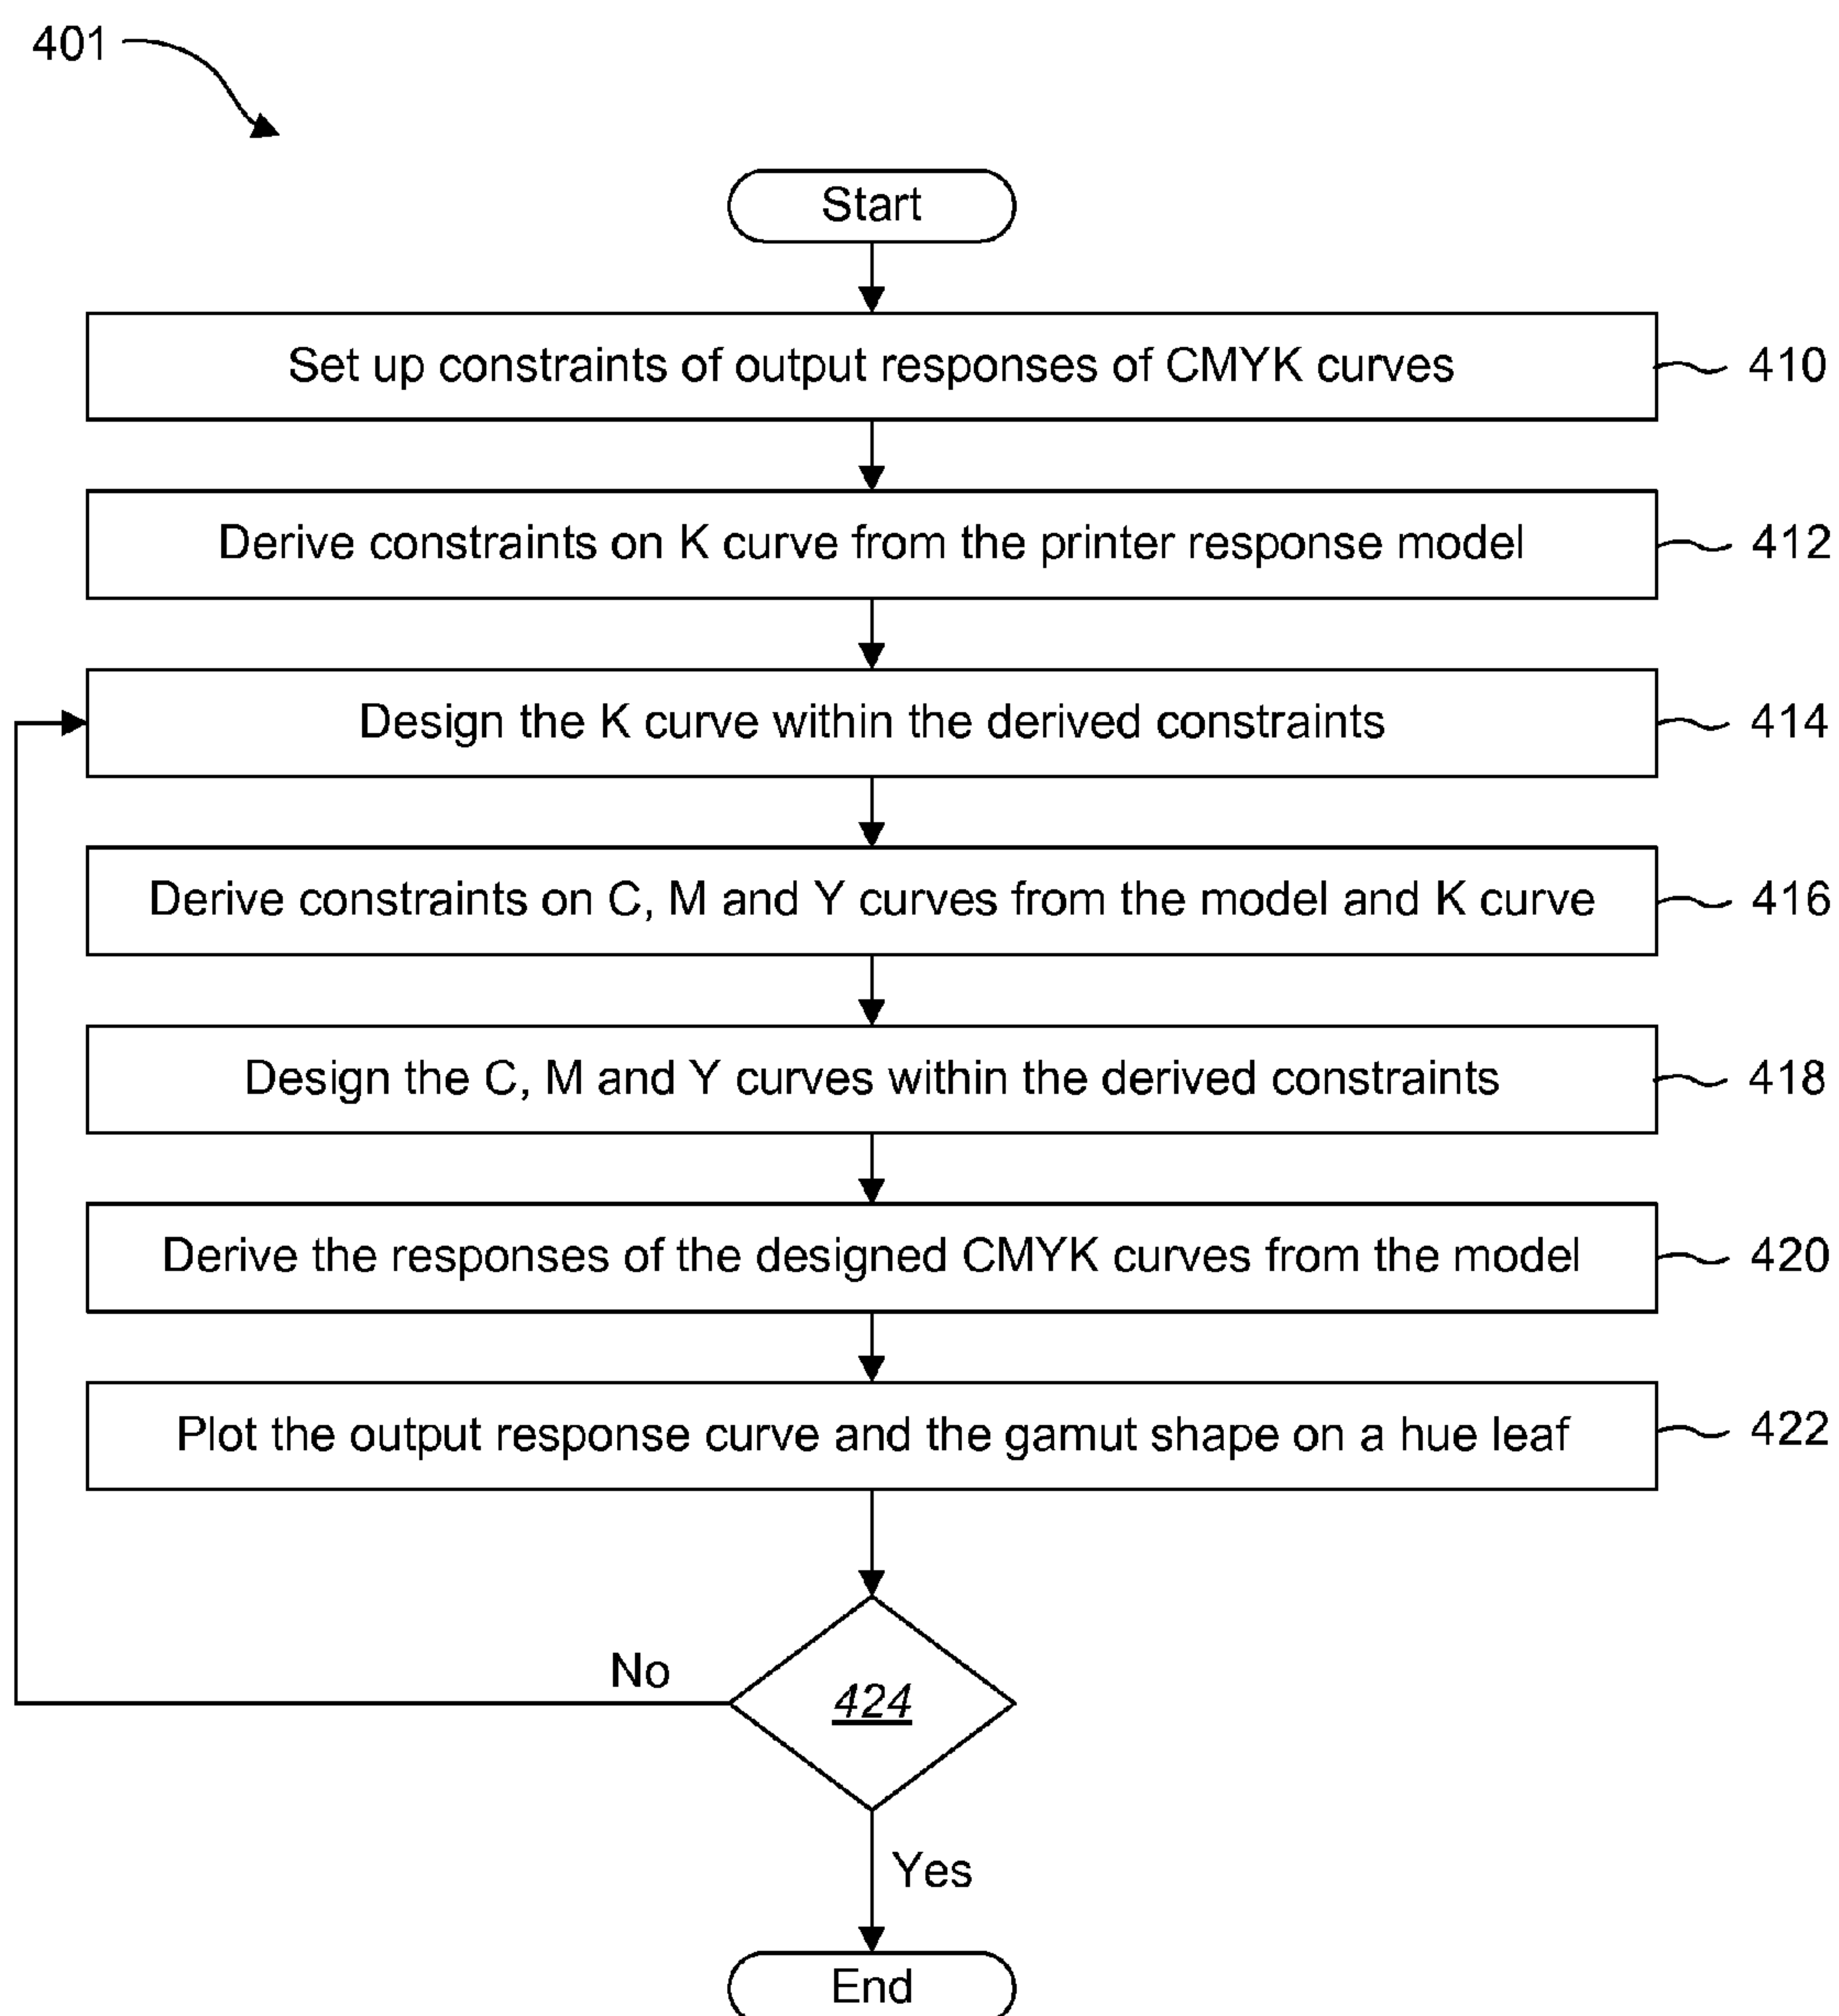 401
Start
Set up constraints of output responses of CMYK curves
410
Derive constraints on K curve from the printer response model
412
Design the K curve within the derived constraints
414
Derive constraints on C, M and Y curves from the model and K curve
416
Design the C, M and Y curves within the derived constraints
418
Derive the responses of the designed CMYK curves from the model
420
Plot the output response curve and the gamut shape on a hue leaf
422
No
424
Yes
End